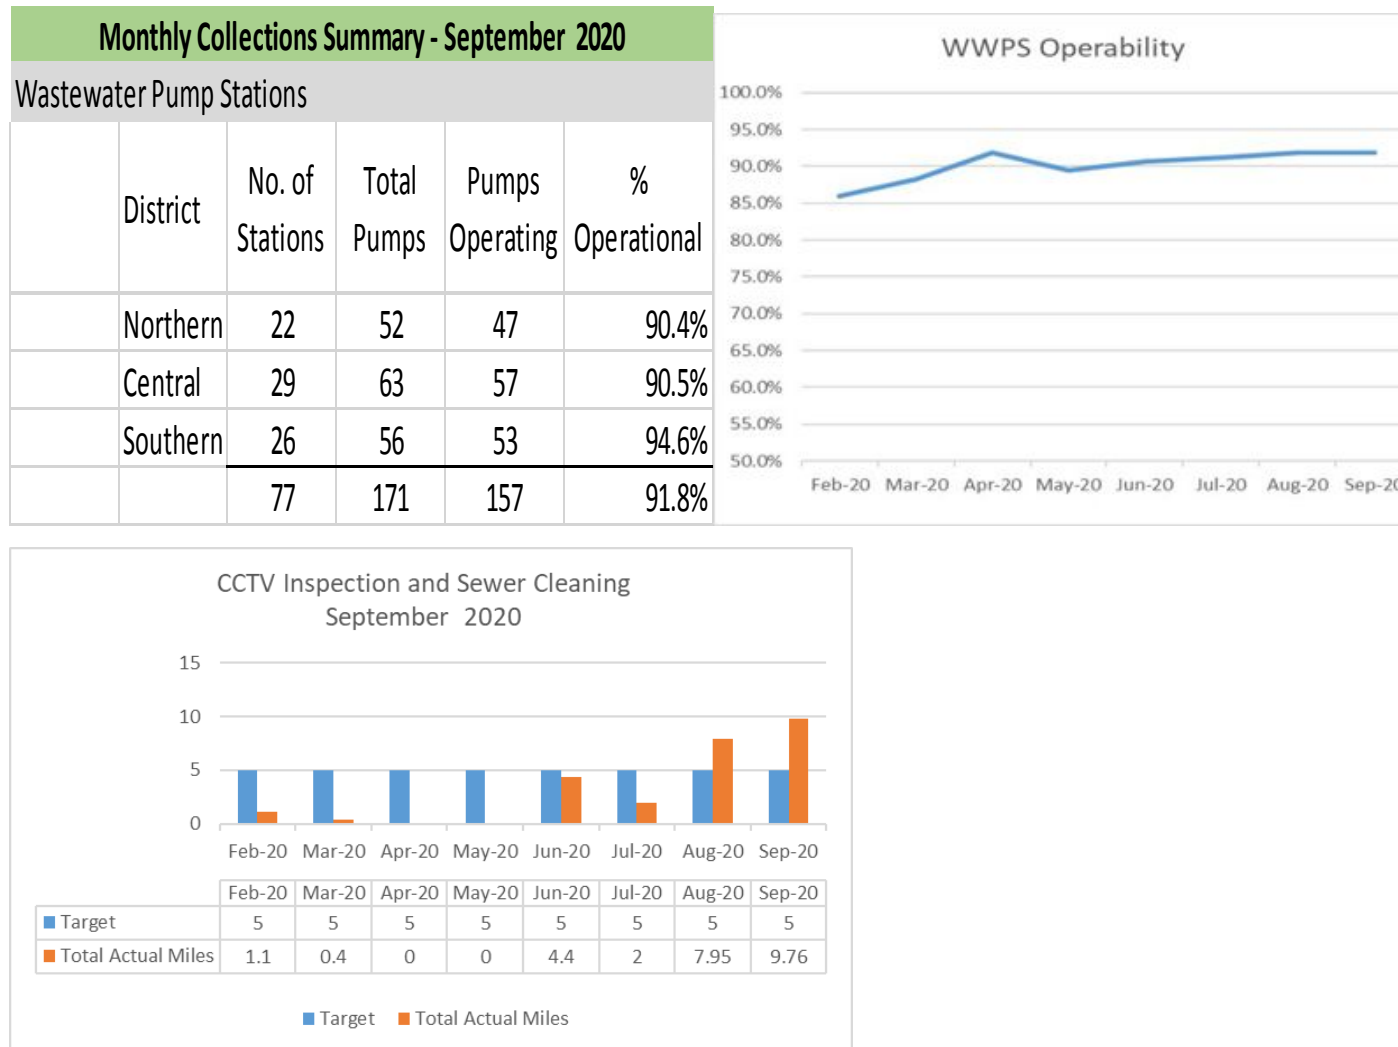 Monthly Collections Summary - September 2020
Wastewater Pump Stations
District No. of Stations Total Pumps Pumps Operating % Operational
Northern 22 52 47 90.4%
Central 29 63 57 90.5%
Southern 26 56 53 94.6%
77 171 157 91.8%
WWPS Operability
100.0%
95.0%
90.0%
85.0%
80.0%
75.0%
70.0%
65.0%
60.0%
55.0%
50.0%
Feb-20 Mar-20 Apr-20 May-20 Jun-20 Jul-20 Aug-20 Sep-20
CCTV Inspection and Sewer Cleaning
September 2020
15
10
5
0
Feb-20 Mar-20 Apr-20 May-20 Jun-20 Jul-20 Aug-20 Sep-20
Feb-20 Mar-20 Apr-20 May-20 Jun-20 Jul-20 Aug-20 Sep-20
Target 5 5 5 5 5 5 5 5
Total Actual Miles 1.1 0.4 0 0 4.4 2 7.95 9.76
Target Total Actual Miles